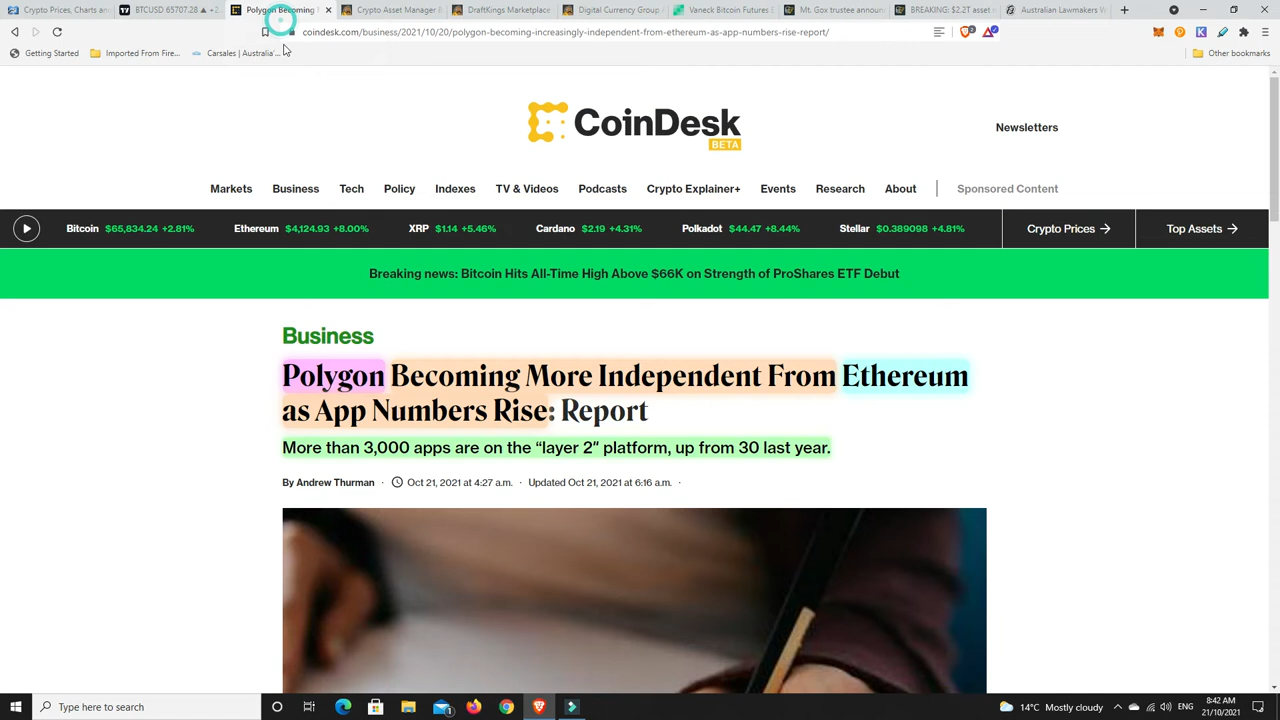 Crypto Prices, Charts and
BTCUSD 65707.28 ▲ +2.
Polygon Becoming
Crypto Asset Manager
DraftKings Marketplace
Digital Currency Group
Vaneck Bitcoin Futures E
Mt. Gox trustee announ
BREAKING: $2.2T asset
Australian Lawmakers W
coindesk.com/business/2021/10/20/polygon-becoming-increasingly-independent-from-ethereum-as-app-numbers-rise-report/
Getting Started
Imported From Fire...
Carsales | Australia'...
Other bookmarks
CoinDesk
BETA
Newsletters
Markets Business Tech Policy Indexes TV & Videos Podcasts Crypto Explainer+ Events Research About | Sponsored Content
Bitcoin $65,834.24 +2.81% Ethereum $4,124.93 +8.00% XRP $1.14 +5.46% Cardano $2.19 +4.31% Polkadot $44.47 +8.44% Stellar $0.389098 +4.81% Crypto Prices → Top Assets →
Breaking news: Bitcoin Hits All-Time High Above $66K on Strength of ProShares ETF Debut
Business
Polygon Becoming More Independent From Ethereum
as App Numbers Rise: Report
More than 3,000 apps are on the “layer 2” platform, up from 30 last year.
By Andrew Thurman · Oct 21, 2021 at 4:27 a.m. · Updated Oct 21, 2021 at 6:16 a.m. ·
Type here to search
14°C Mostly cloudy
ENG
8:42 AM
21/10/2021